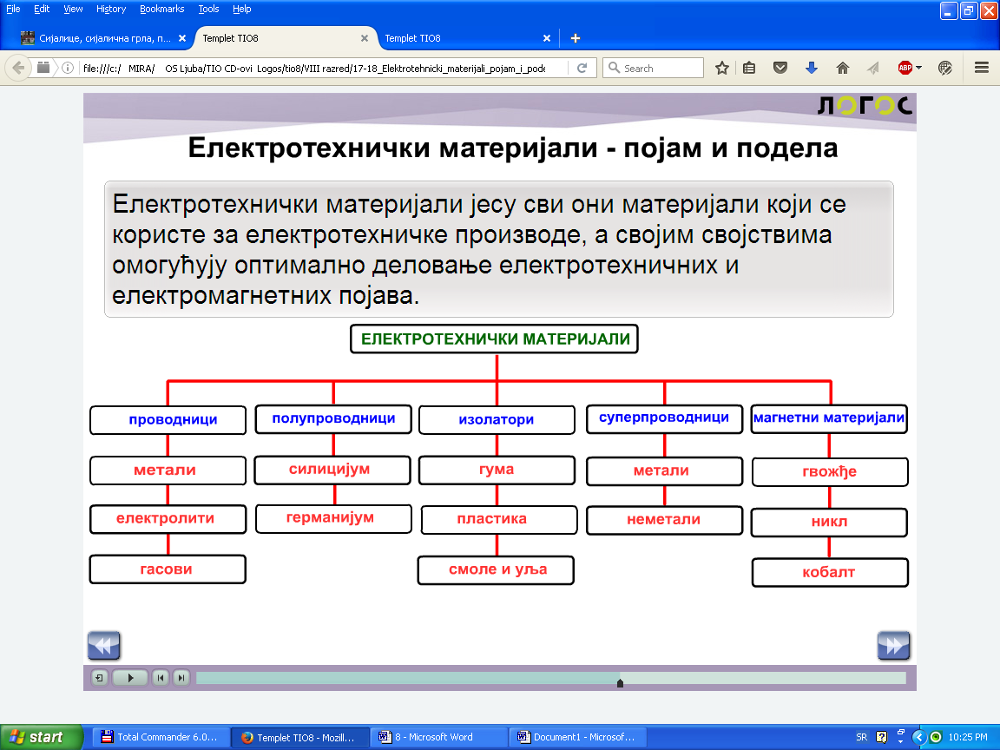 File Edit View History Bookmarks Tools Help
Сијалице, сијалична грла, п...
Templet TIO8
Templet TIO8
file:///c:/ MIRA/ OS Ljuba/TIO CD-ovi Logos/tio8/VIII razred/17-18_Elektrotehnicki_materijali_pojam_i_pode
Search
ABP
ЛОГОС
Електротехнички материјали - појам и подела
Електротехнички материјали јесу сви они материјали који се
користе за електротехничке производе, а својим својствима
омогућују оптимално деловање електротехничних и
електромагнетних појава.
ЕЛЕКТРОТЕХНИЧКИ МАТЕРИЈАЛИ
проводници полупроводници изолатори суперпроводници магнетни материјали
метали силицијум гума метали гвожђе
електролити германијум пластика неметали никл
гасови смоле и уља кобалт
start
Total Commander 6.0...
Templet TIO8 - Mozill...
8 - Microsoft Word
Document1 - Microsof...
SR
10:25 PM